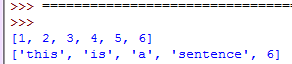 >>> ================================
>>>
[1, 2, 3, 4, 5, 6]
['this', 'is', 'a', 'sentence', 6]